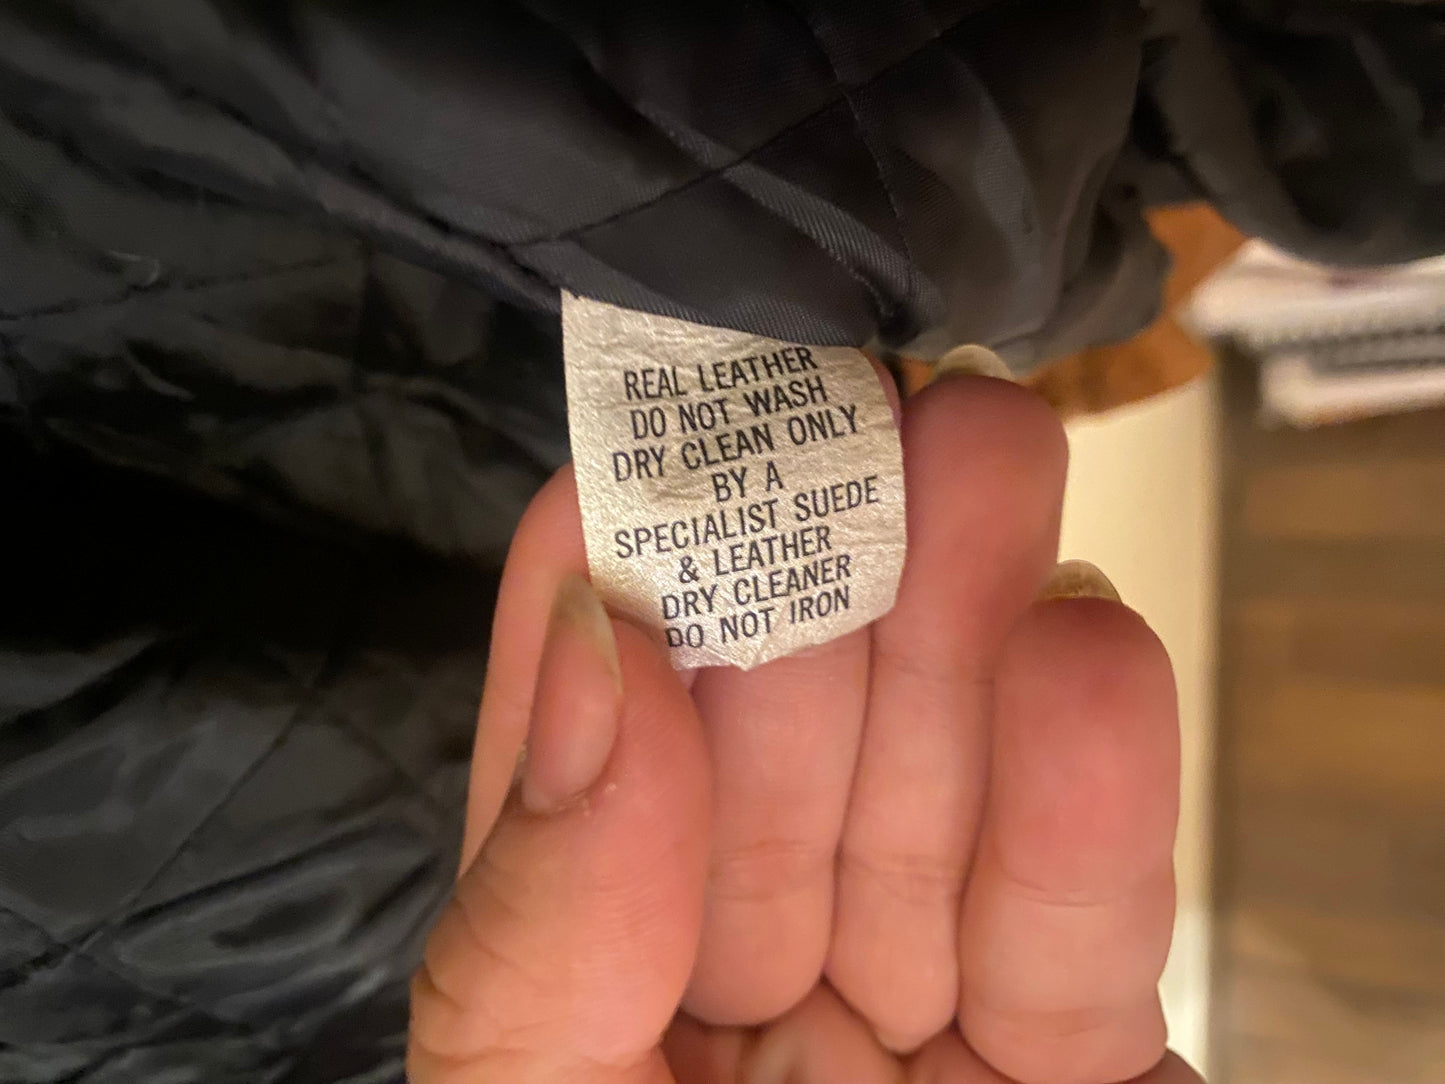 REAL LEATHER
DO NOT WASH
DRY CLEAN ONLY
BY A
SPECIALIST SUEDE
& LEATHER
DRY CLEANER
DO NOT IRON